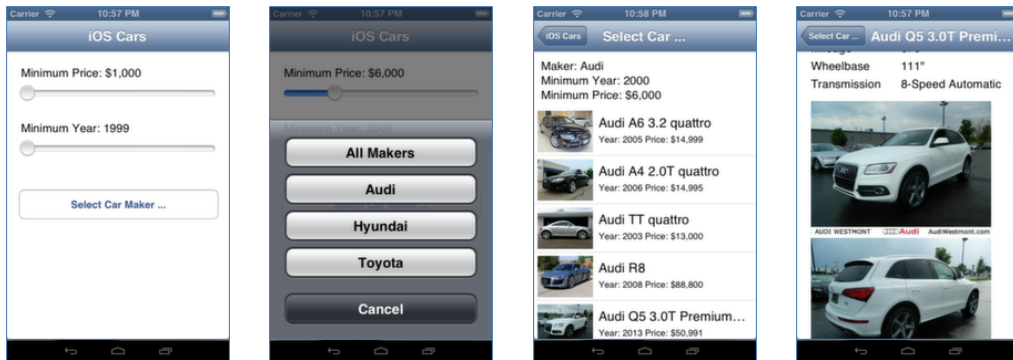 Carrier 10:57 PM
iOS Cars
Minimum Price: $1,000
Minimum Year: 1999
Select Car Maker ...
Carrier 10:57 PM
iOS Cars
Minimum Price: $6,000
Minimum Year: 2009
All Makers
Audi
Hyundai
Toyota
Cancel
Carrier 10:58 PM
iOS Cars Select Car ...
Maker: Audi
Minimum Year: 2000
Minimum Price: $6,000
Audi A6 3.2 quattro
Year: 2005 Price: $14,999
Audi A4 2.0T quattro
Year: 2006 Price: $14,995
Audi TT quattro
Year: 2003 Price: $13,000
Audi R8
Year: 2008 Price: $88,800
Audi Q5 3.0T Premium...
Year: 2013 Price: $50,991
Carrier 10:57 PM
Select Car ... Audi Q5 3.0T Premi...
Wheelbase 111"
Transmission 8-Speed Automatic
AUDI WESTMONT Audi AudiWestmont.com